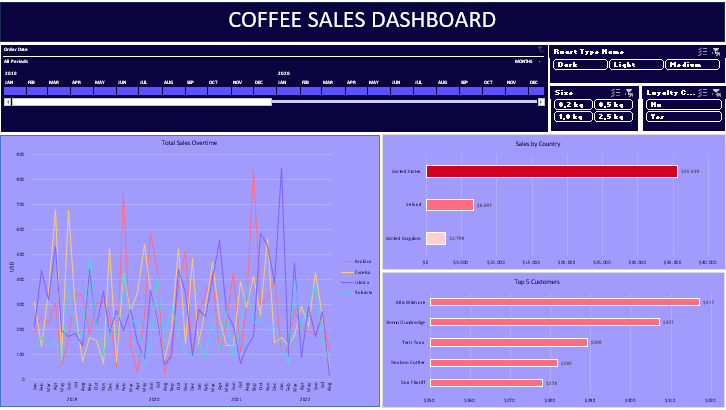 COFFEE SALES DASHBOARD
Order Date
All Periods
MONTHS
2019 2020
JAN FEB MAR APR MAY JUN JUL AUG SEP OCT NOV DEC JAN FEB MAR APR MAY JUN JUL AUG SEP OCT NOV DEC
Roast Type Name
Dark Light Medium
Size
0,2 kg 0,5 kg
1,0 kg 2,5 kg
Loyalty C...
No
Yes
Total Sales Overtime
900
800
700
600
500
400
300
200
100
0
USD
Arabica
Excelsa
Liberica
Robusta
2019 2020 2021 2022
Sales by Country
United States
Ireland $6.697
United Kingdom $2.799
$0 $5.000 $10.000 $15.000 $20.000 $25.000 $30.000 $35.000 $40.000
Top 5 Customers
Allis Wilmore $317
Brenn Dundredge $307
Terri Farra $289
Nealson Cuttler $282
Don Flintiff $278
$250 $260 $270 $280 $290 $300 $310 $320